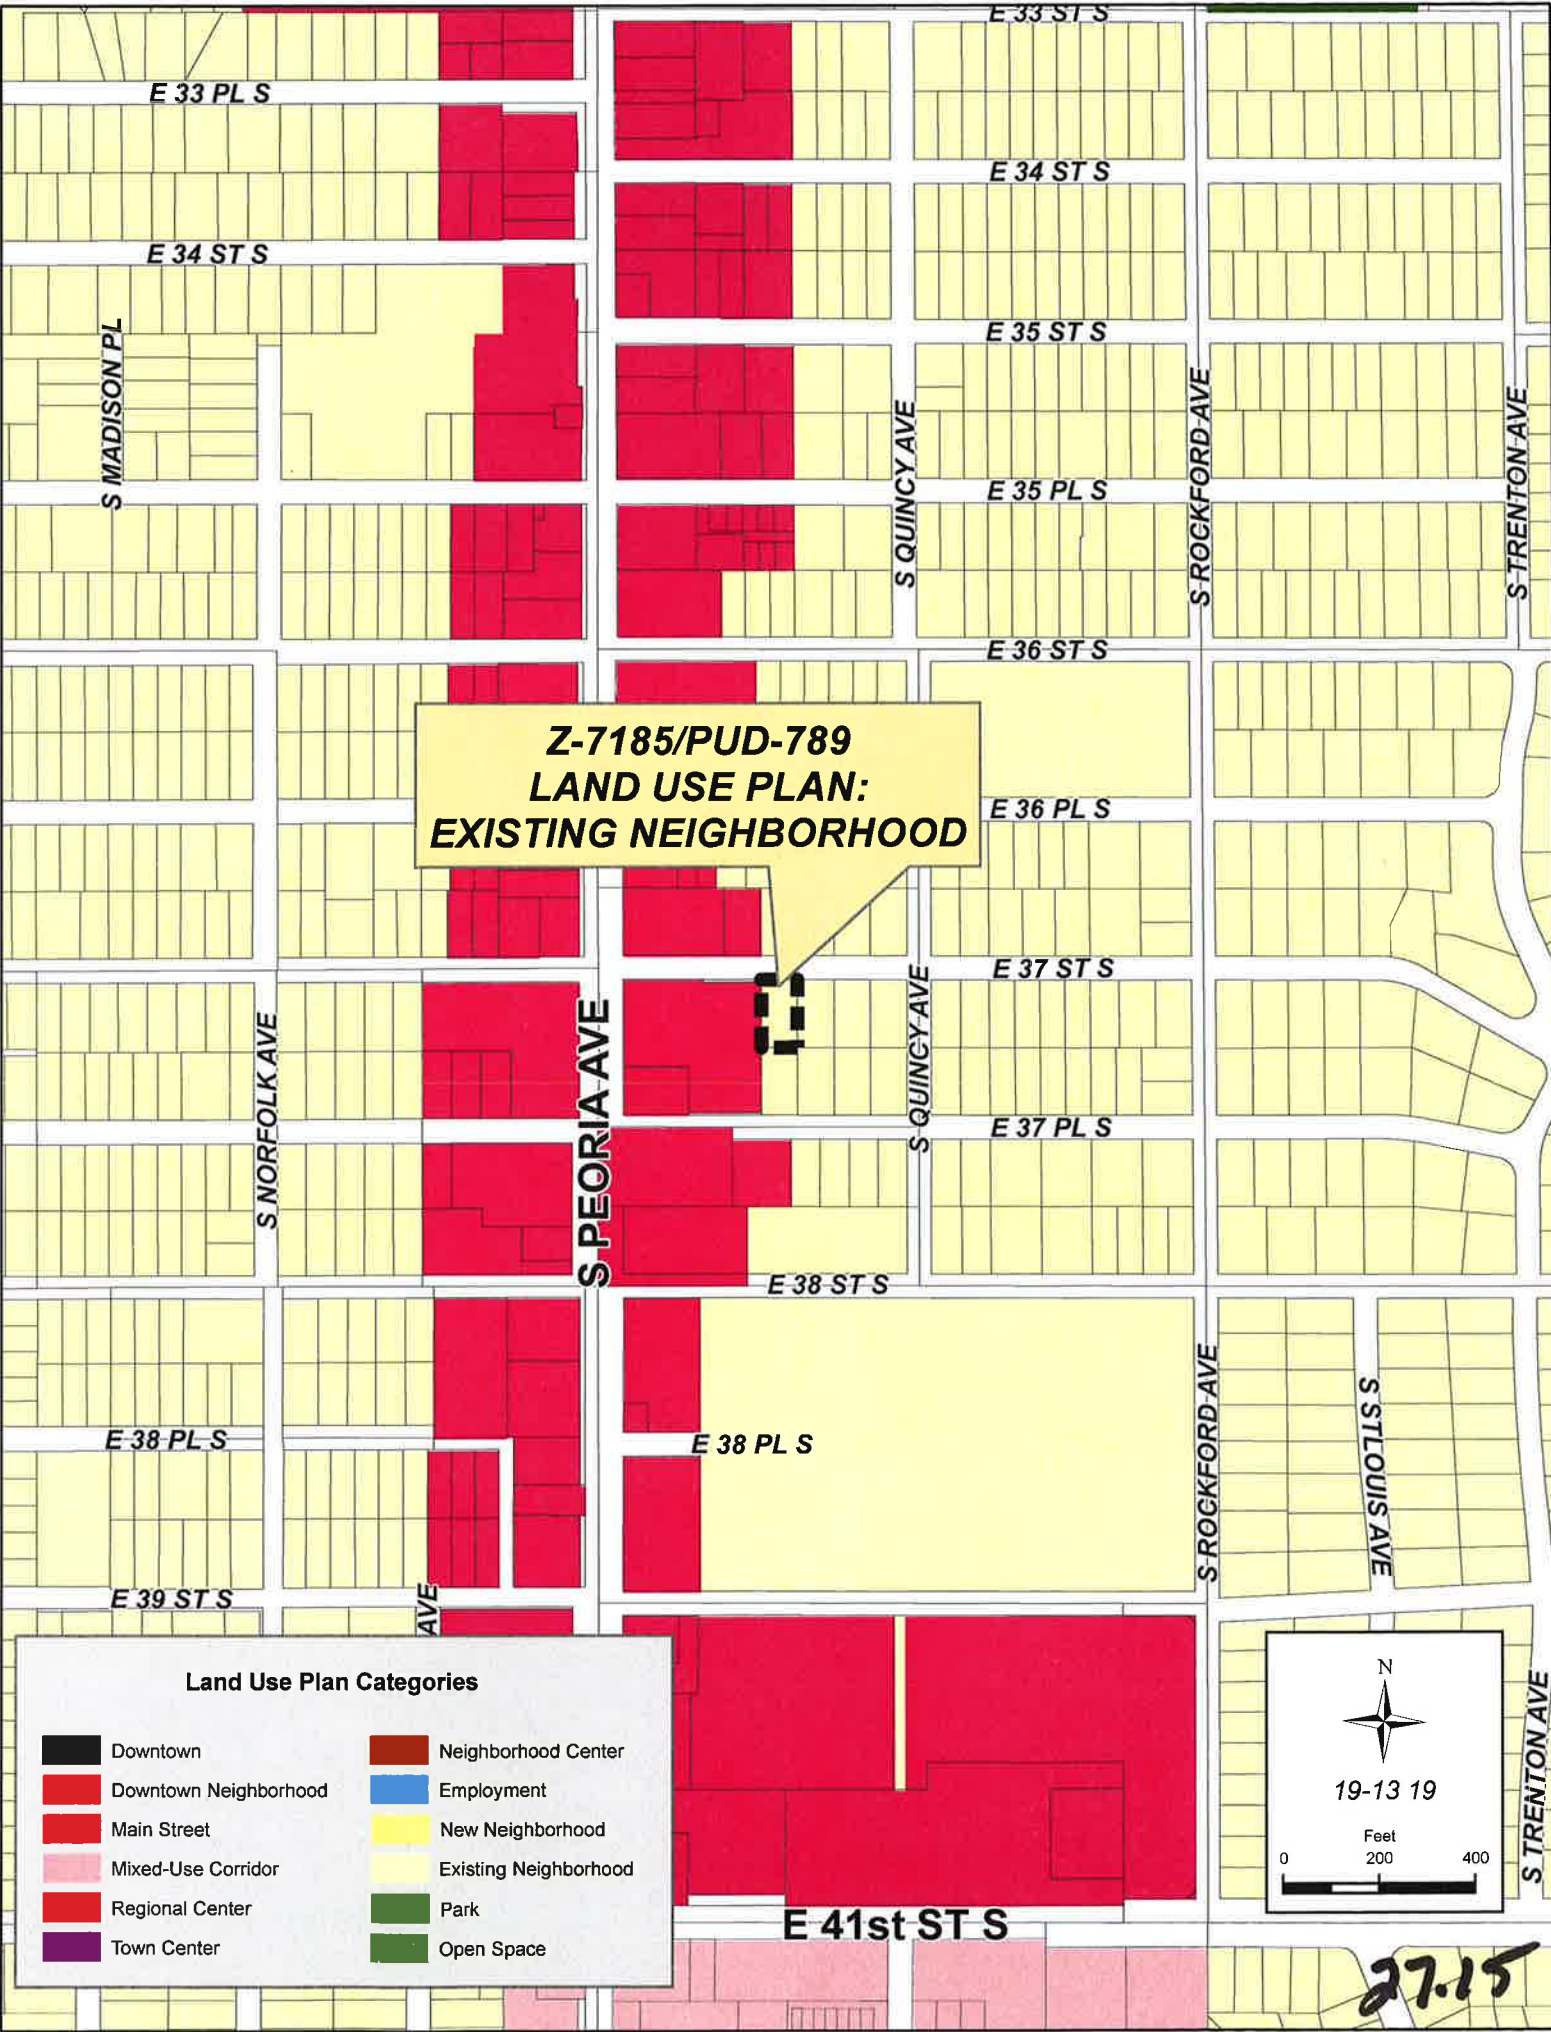 E 33 ST S
E 33 PL S
E 34 ST S
E 34 ST S
E 35 ST S
S MADISON PL
S QUINCY AVE
S ROCKFORD AVE
S TRENTON AVE
E 35 PL S
E 36 ST S
Z-7185/PUD-789
LAND USE PLAN:
EXISTING NEIGHBORHOOD
E 36 PL S
E 37 ST S
S NORFOLK AVE
S PEORIA AVE
S QUINCY AVE
E 37 PL S
E 38 ST S
E 38 PL S
E 38 PL S
S ROCKFORD AVE
S STLOUIS AVE
E 39 ST S
AVE
Land Use Plan Categories
Downtown
Downtown Neighborhood
Main Street
Mixed-Use Corridor
Regional Center
Town Center
Neighborhood Center
Employment
New Neighborhood
Existing Neighborhood
Park
Open Space
N
19-13 19
Feet
0 200 400
S TRENTON AVE
E 41st ST S
27.15